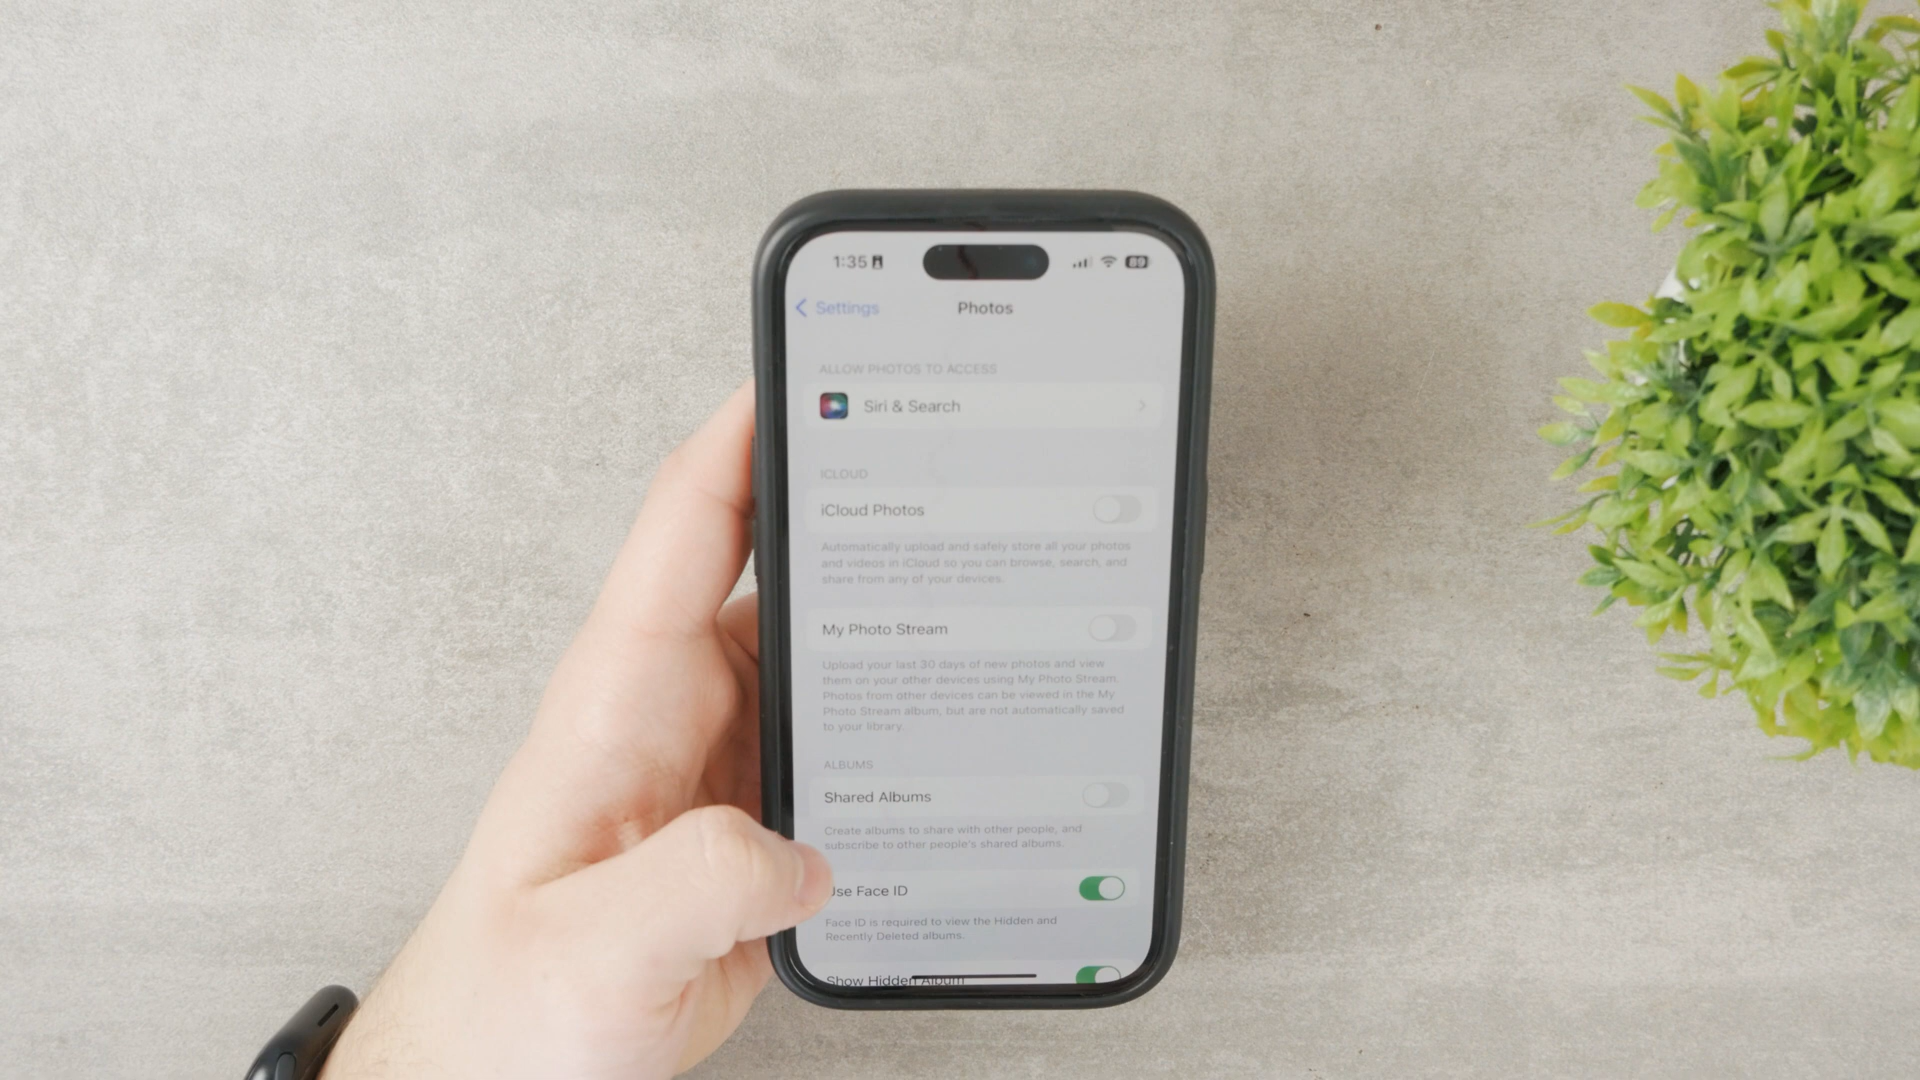 1:35
89
Settings
Photos
ALLOW PHOTOS TO ACCESS
Siri & Search
ICLOUD
iCloud Photos
Automatically upload and safely store all your photos
and videos in iCloud so you can browse, search, and
share from any of your devices.
My Photo Stream
Upload your last 30 days of new photos and view
them on your other devices using My Photo Stream.
Photos from other devices can be viewed in the My
Photo Stream album, but are not automatically saved
to your library.
ALBUMS
Shared Albums
Create albums to share with other people, and
subscribe to other people's shared albums.
Use Face ID
Face ID is required to view the Hidden and
Recently Deleted albums.
Show Hidden Album